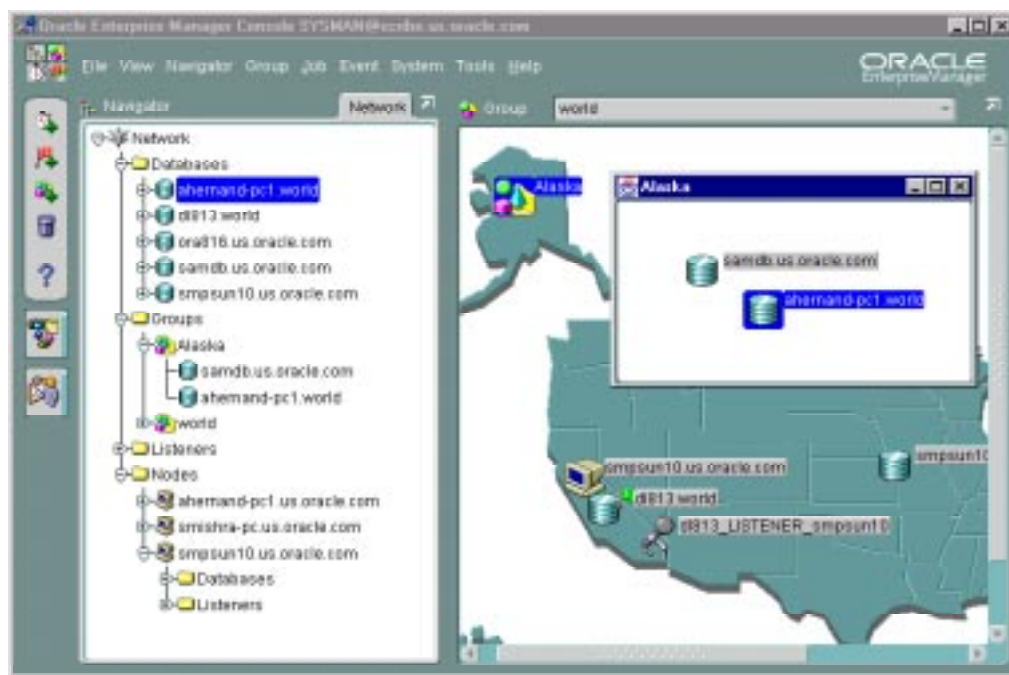 Oracle Enterprise Manager Console SYSMAN@scribe.us.oracle.com
File View Navigator Group Job Event System Tools Help
ORACLE
EnterpriseManager
Navigator
Network
Group
world
Network
Databases
ahernand-pc1.world
dl813.world
ora816.us.oracle.com
samdb.us.oracle.com
smpsun10.us.oracle.com
Groups
Alaska
samdb.us.oracle.com
ahernand-pc1.world
world
Listeners
Nodes
ahernand-pc1.us.oracle.com
smishra-pc.us.oracle.com
smpsun10.us.oracle.com
Databases
Listeners
Alaska
Alaska
samdb.us.oracle.com
ahernand-pc1.world
smpsun10.us.oracle.com
smpsun10
dl813.world
dl813_LISTENER_smpsun10